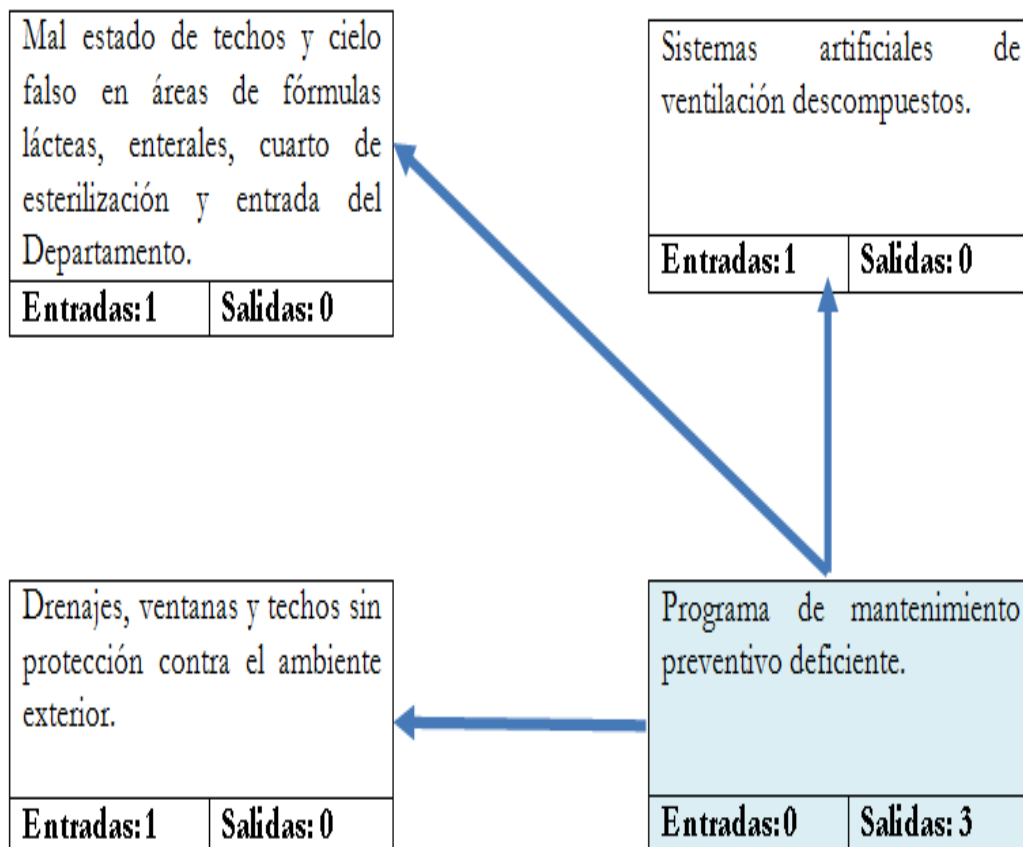 Mal estado de techos y cielo
falso en áreas de fórmulas
lácteas, enterales, cuarto de
esterilización y entrada del
Departamento.
Entradas: 1 Salidas: 0
Sistemas artificiales de
ventilación descompuestos.
Entradas: 1 Salidas: 0
Drenajes, ventanas y techos sin
protección contra el ambiente
exterior.
Entradas: 1 Salidas: 0
Programa de mantenimiento
preventivo deficiente.
Entradas: 0 Salidas: 3